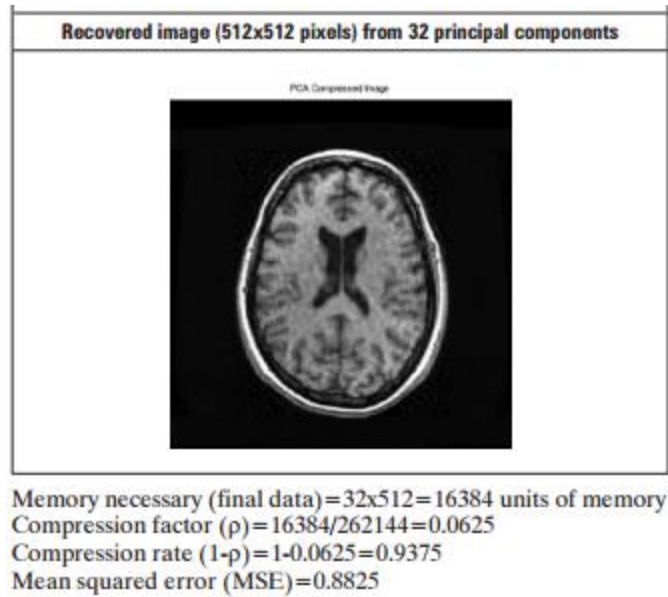 Recovered image (512x512 pixels) from 32 principal components
PCA Compressed Image
Memory necessary (final data)=32x512=16384 units of memory
Compression factor (ρ)=16384/262144=0.0625
Compression rate (1-ρ)=1-0.0625=0.9375
Mean squared error (MSE)=0.8825